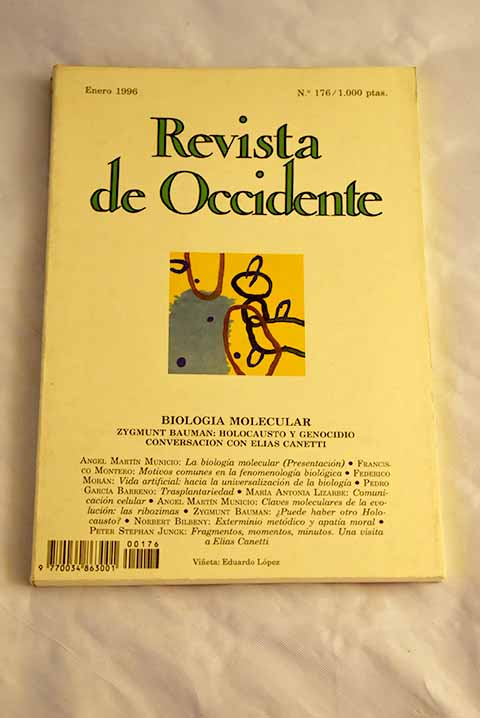 Enero 1996
N.º 176/1.000 ptas.
Revista
de Occidente
BIOLOGIA MOLECULAR
ZYGMUNT BAUMAN: HOLOCAUSTO Y GENOCIDIO
CONVERSACION CON ELIAS CANETTI
ANGEL MARTÍN MUNICIO: La biología molecular (Presentación) • FRANCIS-
CO MONTERO: Motivos comunes en la fenomenología biológica • FEDERICO
MORÁN: Vida artificial: hacia la universalización de la biología • PEDRO
GARCÍA BARRENO: Trasplantariedad • MARÍA ANTONIA LIZARBE: Comuni-
cación celular • ANGEL MARTÍN MUNICIO: Claves moleculares de la evo-
lución: las ribozimas • ZYGMUNT BAUMAN: ¿Puede haber otro Holo-
causto? • NORBERT BILBENY: Exterminio metódico y apatía moral •
PETER STEPHAN JUNGK: Fragmentos, momentos, minutos. Una visita
a Elías Canetti
00176
9 770034 863001
Viñeta: Eduardo López